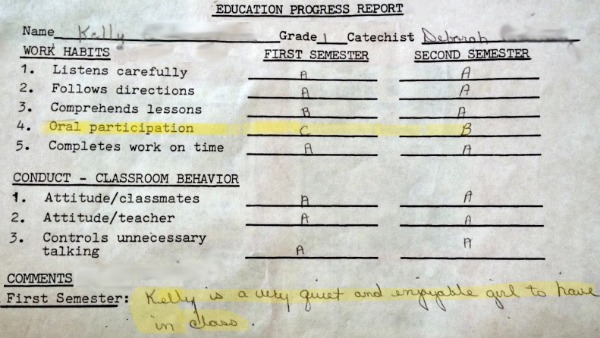 EDUCATION PROGRESS REPORT
Name Kelly Grade 1 Catechist Deborah
WORK HABITS FIRST SEMESTER SECOND SEMESTER
1. Listens carefully A A
2. Follows directions A A
3. Comprehends lessons B A
4. Oral participation C B
5. Completes work on time A A
CONDUCT - CLASSROOM BEHAVIOR
1. Attitude/classmates A A
2. Attitude/teacher A A
3. Controls unnecessary A
talking A
COMMENTS
First Semester: Kelly is a very quiet and enjoyable girl to have
in class.